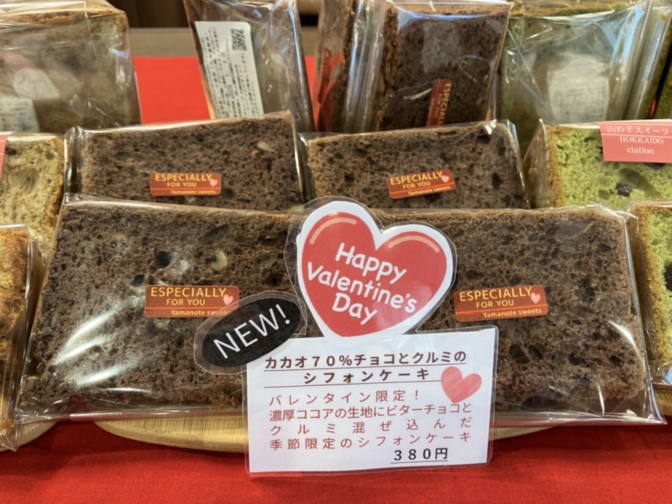 山の手スイーツ
HOKKAIDO
chiffon
ESPECIALLY
FOR YOU
Yamanote sweets
ESPECIALLY
FOR YOU
ESPECIALLY
FOR YOU
Yamanote sweets
ESPECIALLY
FOR YOU
Yamanote sweets
Happy
Valentine's
Day
NEW!
カカオ70%チョコとクルミの
シフォンケーキ
バレンタイン限定!
濃厚ココアの生地にビターチョコと
クルミ混ぜ込んだ
季節限定のシフォンケーキ
380円